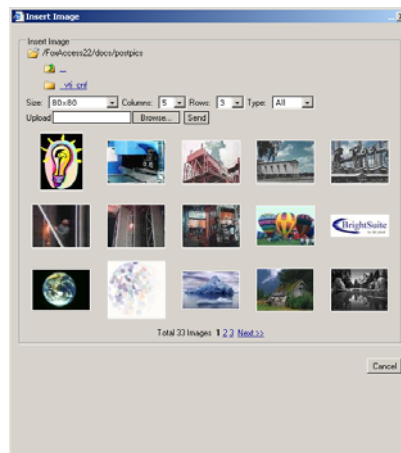 Insert Image
Insert Image
/FoxAccess22/docs/postpics
..
_vti_cnf
Size: 80x80 Columns: 5 Rows: 3 Type: All
Upload Browse... Send
BrightSuite
Total 33 Images 1 2 3 Next>>
Cancel